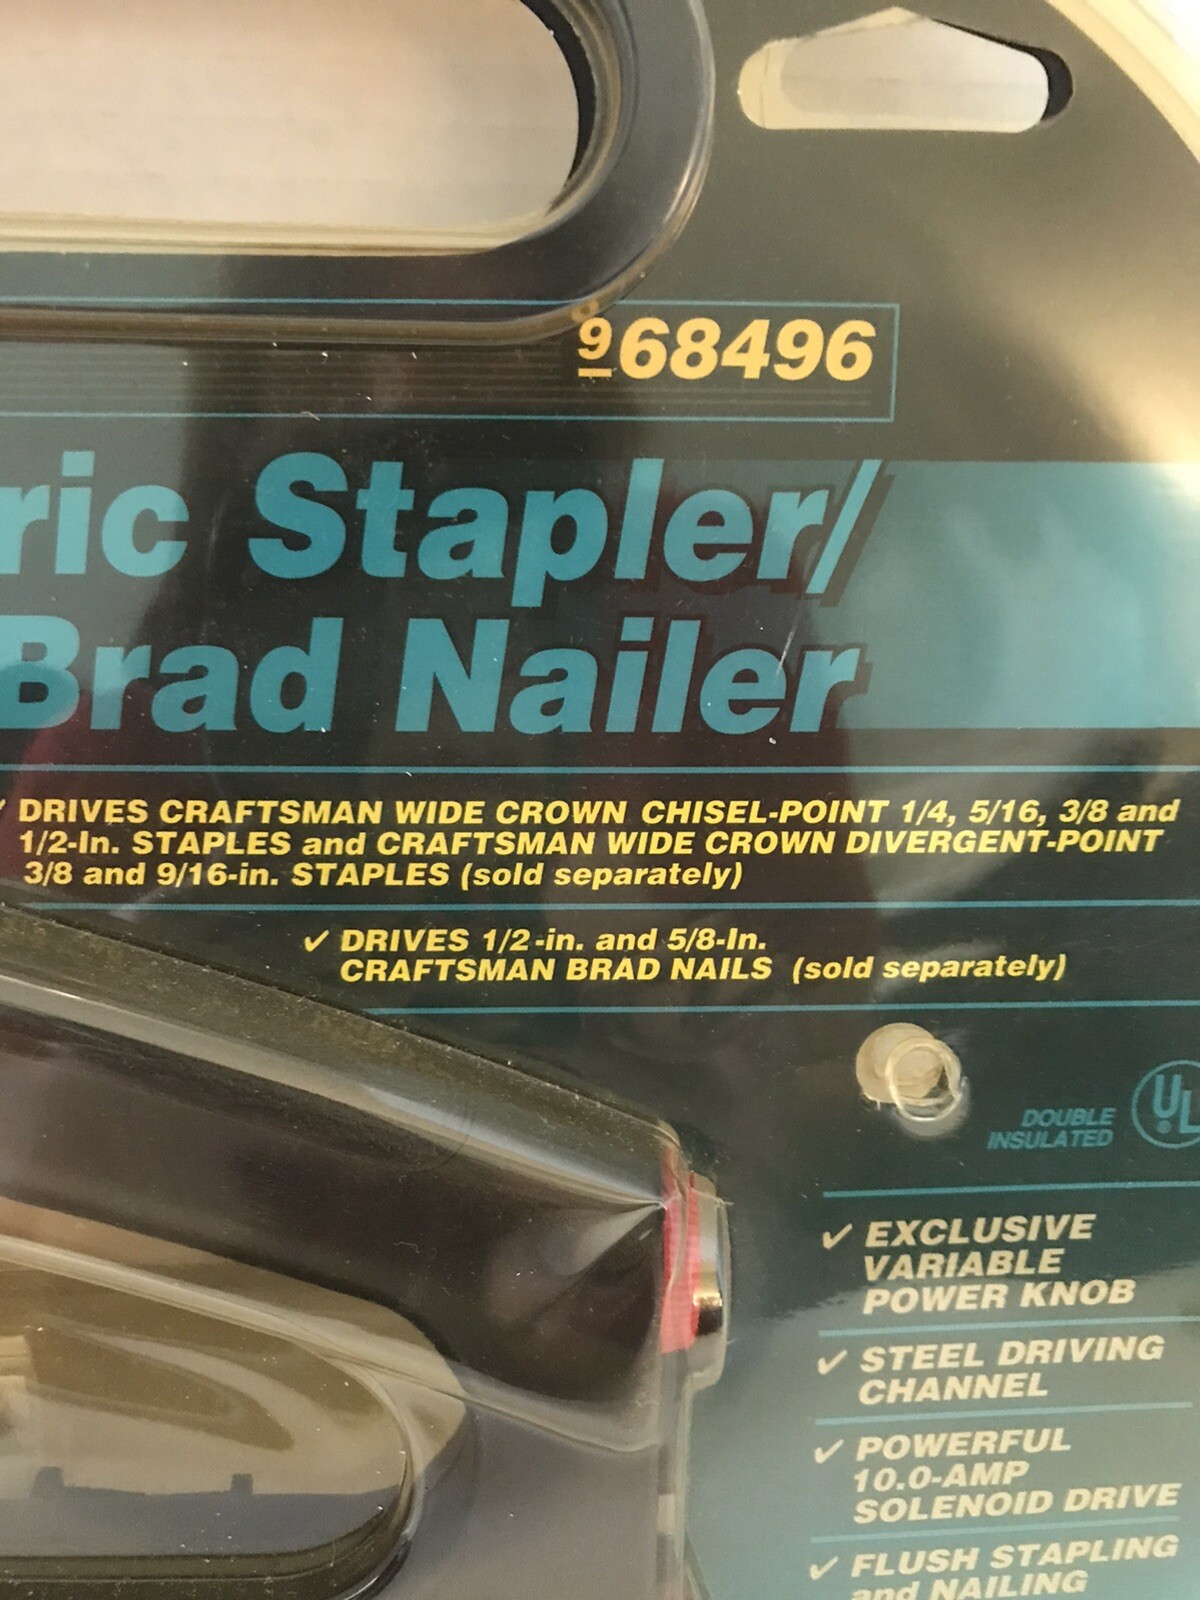 968496
ric Stapler/
Brad Nailer
✓ DRIVES CRAFTSMAN WIDE CROWN CHISEL-POINT 1/4, 5/16, 3/8 and
1/2-In. STAPLES and CRAFTSMAN WIDE CROWN DIVERGENT-POINT
3/8 and 9/16-in. STAPLES (sold separately)
✓ DRIVES 1/2-in. and 5/8-In.
CRAFTSMAN BRAD NAILS (sold separately)
DOUBLE
INSULATED
UL
✓ EXCLUSIVE
VARIABLE
POWER KNOB
✓ STEEL DRIVING
CHANNEL
✓ POWERFUL
10.0-AMP
SOLENOID DRIVE
✓ FLUSH STAPLING
and NAILING